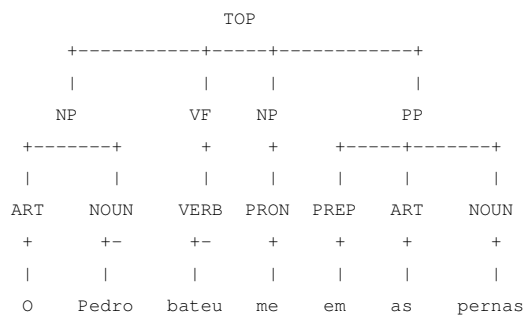 TOP
NP VF NP PP
ART NOUN VERB PRON PREP ART NOUN
O Pedro bateu me em as pernas